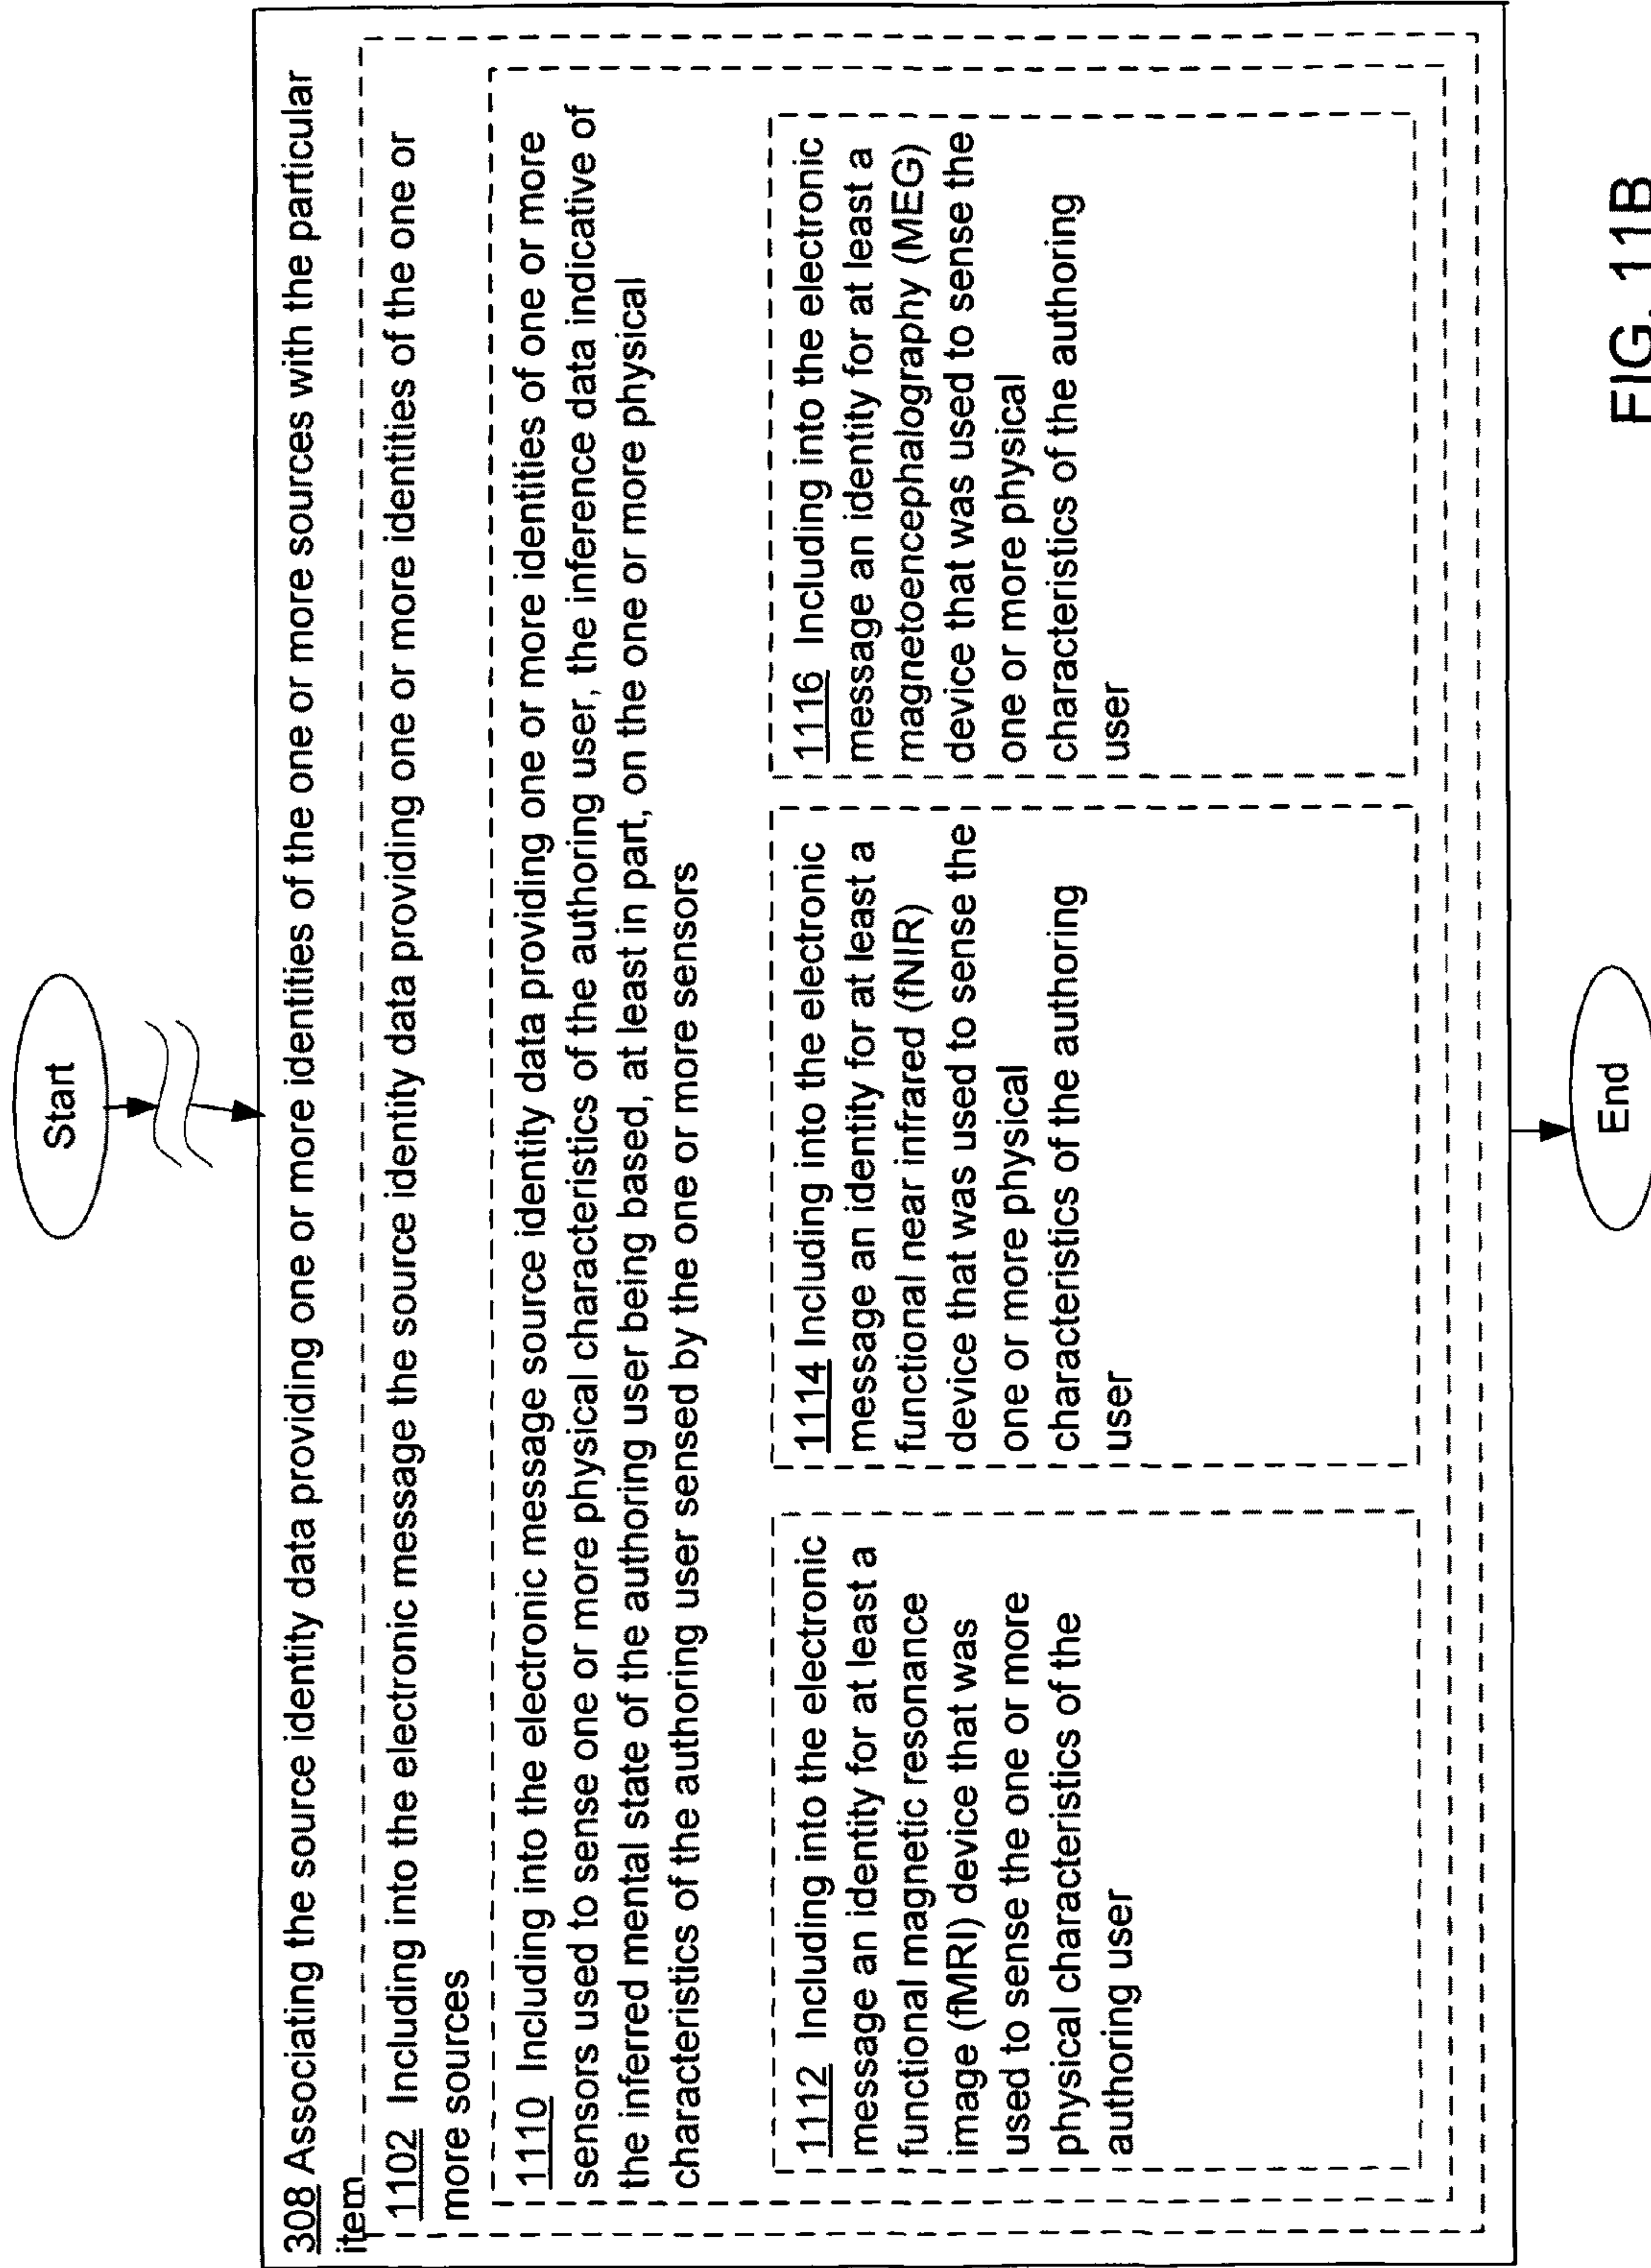 Start
308 Associating the source identity data providing one or more identities of the one or more sources with the particular
item
1102 Including into the electronic message the source identity data providing one or more identities of the one or
more sources
1110 Including into the electronic message source identity data providing one or more identities of one or more
sensors used to sense one or more physical characteristics of the authoring user, the inference data indicative of
the inferred mental state of the authoring user being based, at least in part, on the one or more physical
characteristics of the authoring user sensed by the one or more sensors
1112 Including into the electronic
message an identity for at least a
functional magnetic resonance
image (fMRI) device that was
used to sense the one or more
physical characteristics of the
authoring user
1114 Including into the electronic
message an identity for at least a
functional near infrared (fNIR)
device that was used to sense the
one or more physical
characteristics of the authoring
user
1116 Including into the electronic
message an identity for at least a
magnetoencephalography (MEG)
device that was used to sense the
one or more physical
characteristics of the authoring
user
End
FIG. 11B